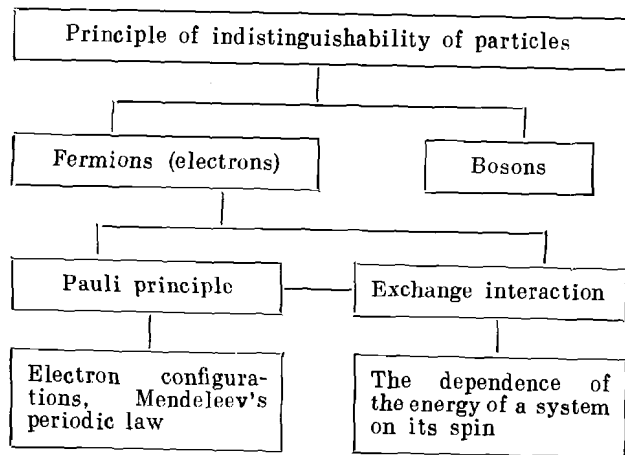 Principle of indistinguishability of particles
Fermions (electrons)
Bosons
Pauli principle
Exchange interaction
Electron configura-
tions, Mendeleev's
periodic law
The dependence of
the energy of a system
on its spin